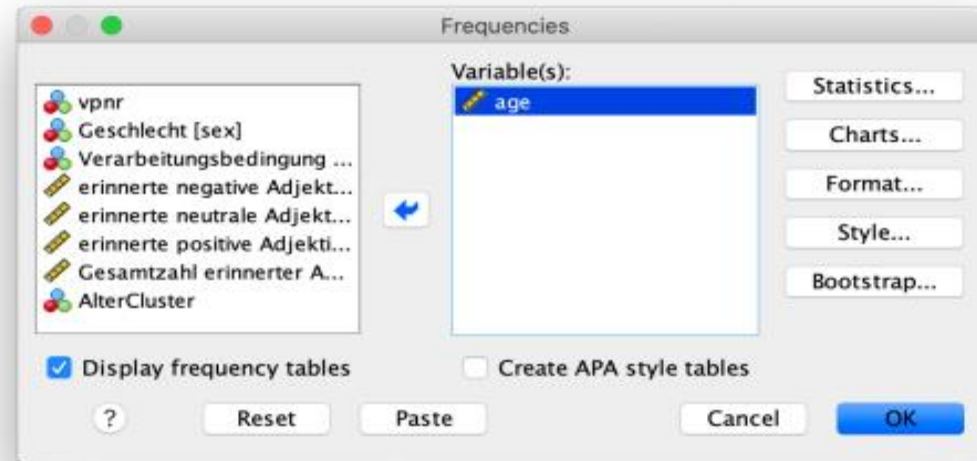 Frequencies
vpnr
Geschlecht [sex]
Verarbeitungsbedingung ...
erinnerte negative Adjekt...
erinnerte neutrale Adjekt...
erinnerte positive Adjekti...
Gesamtzahl erinnerter A...
AlterCluster
Variable(s):
age
Statistics...
Charts...
Format...
Style...
Bootstrap...
Display frequency tables
Create APA style tables
?
Reset
Paste
Cancel
OK